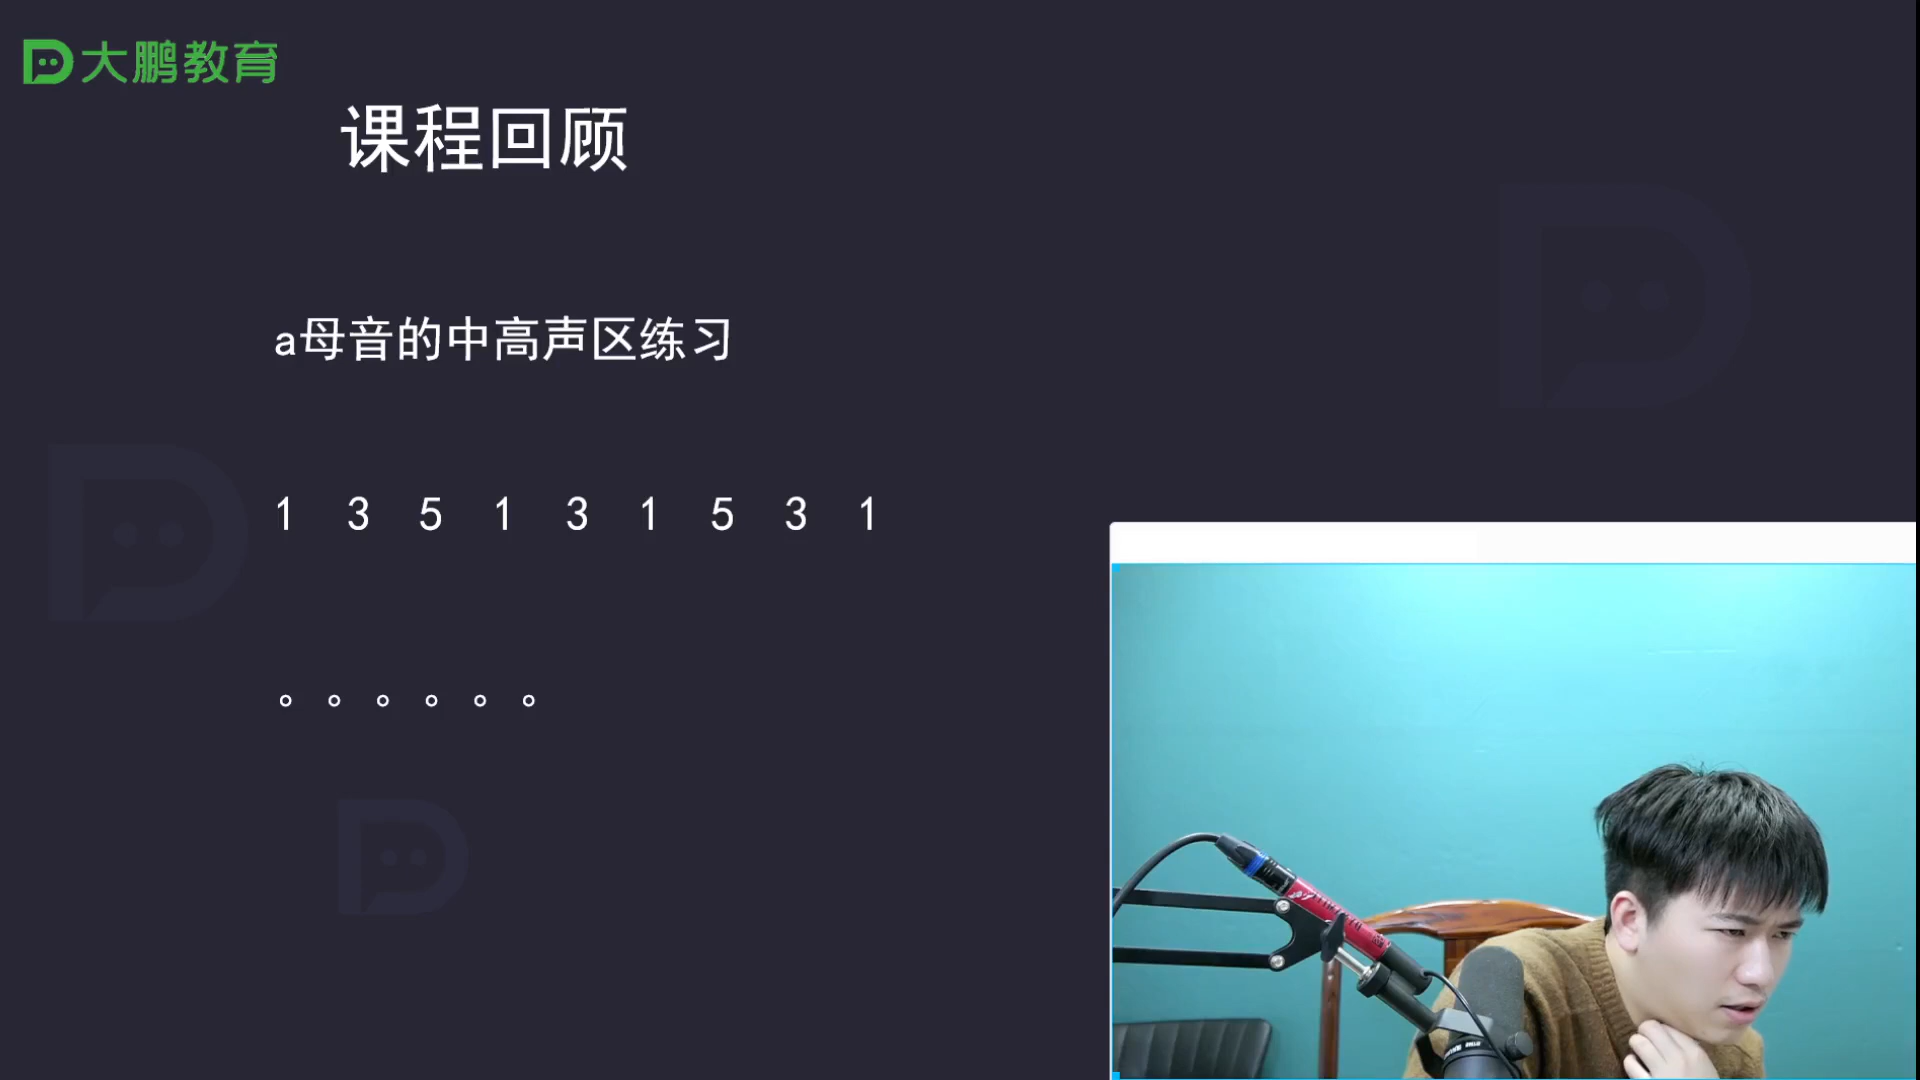 大鹏教育
课程回顾
a母音的中高声区练习
1 3 5 1 3 1 5 3 1
。。。。。。